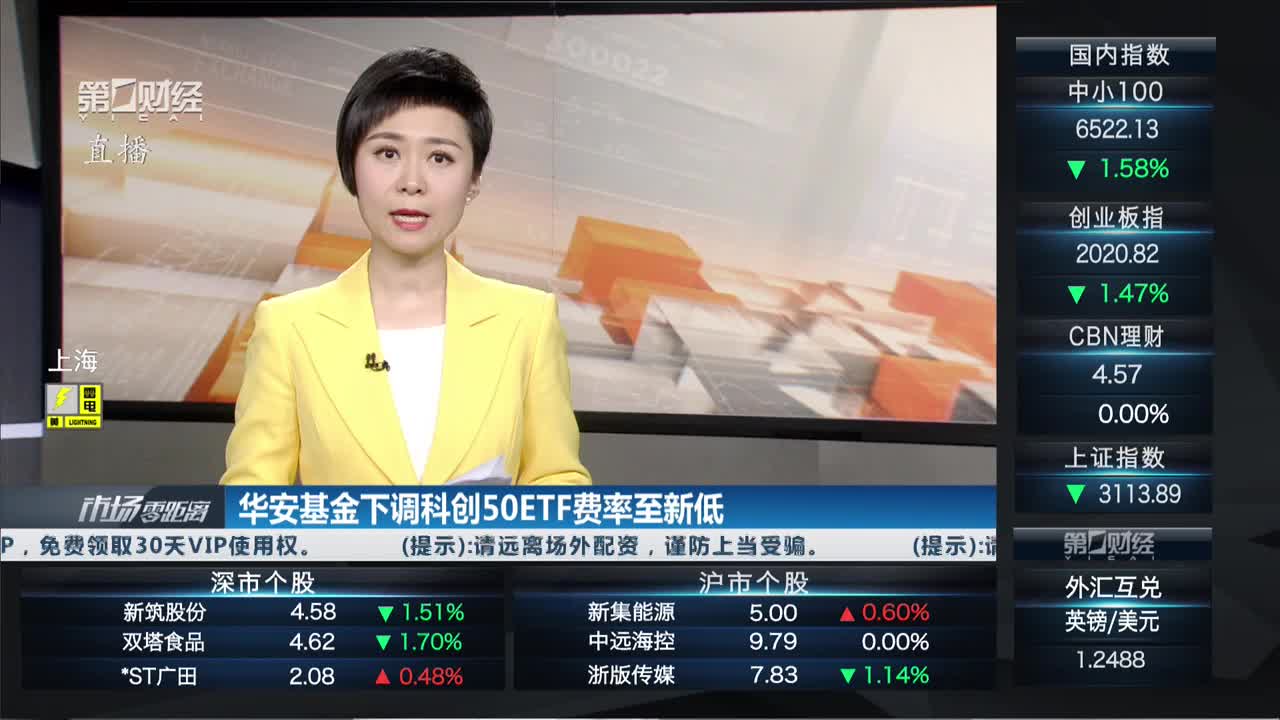 第一财经
YICAI
直播
300022
上海
雷电
黄 LIGHTNING
市场零距离
华安基金下调科创50ETF费率至新低
P，免费领取30天VIP使用权。 (提示):请远离场外配资，谨防上当受骗。 (提示):请
深市个股
新筑股份 4.58 ▼ 1.51%
双塔食品 4.62 ▼ 1.70%
*ST广田 2.08 ▲ 0.48%
沪市个股
新集能源 5.00 ▲ 0.60%
中远海控 9.79 0.00%
浙版传媒 7.83 ▼ 1.14%
国内指数
中小100
6522.13
▼ 1.58%
创业板指
2020.82
▼ 1.47%
CBN理财
4.57
0.00%
上证指数
▼ 3113.89
第一财经
YICAI
外汇互兑
英镑/美元
1.2488